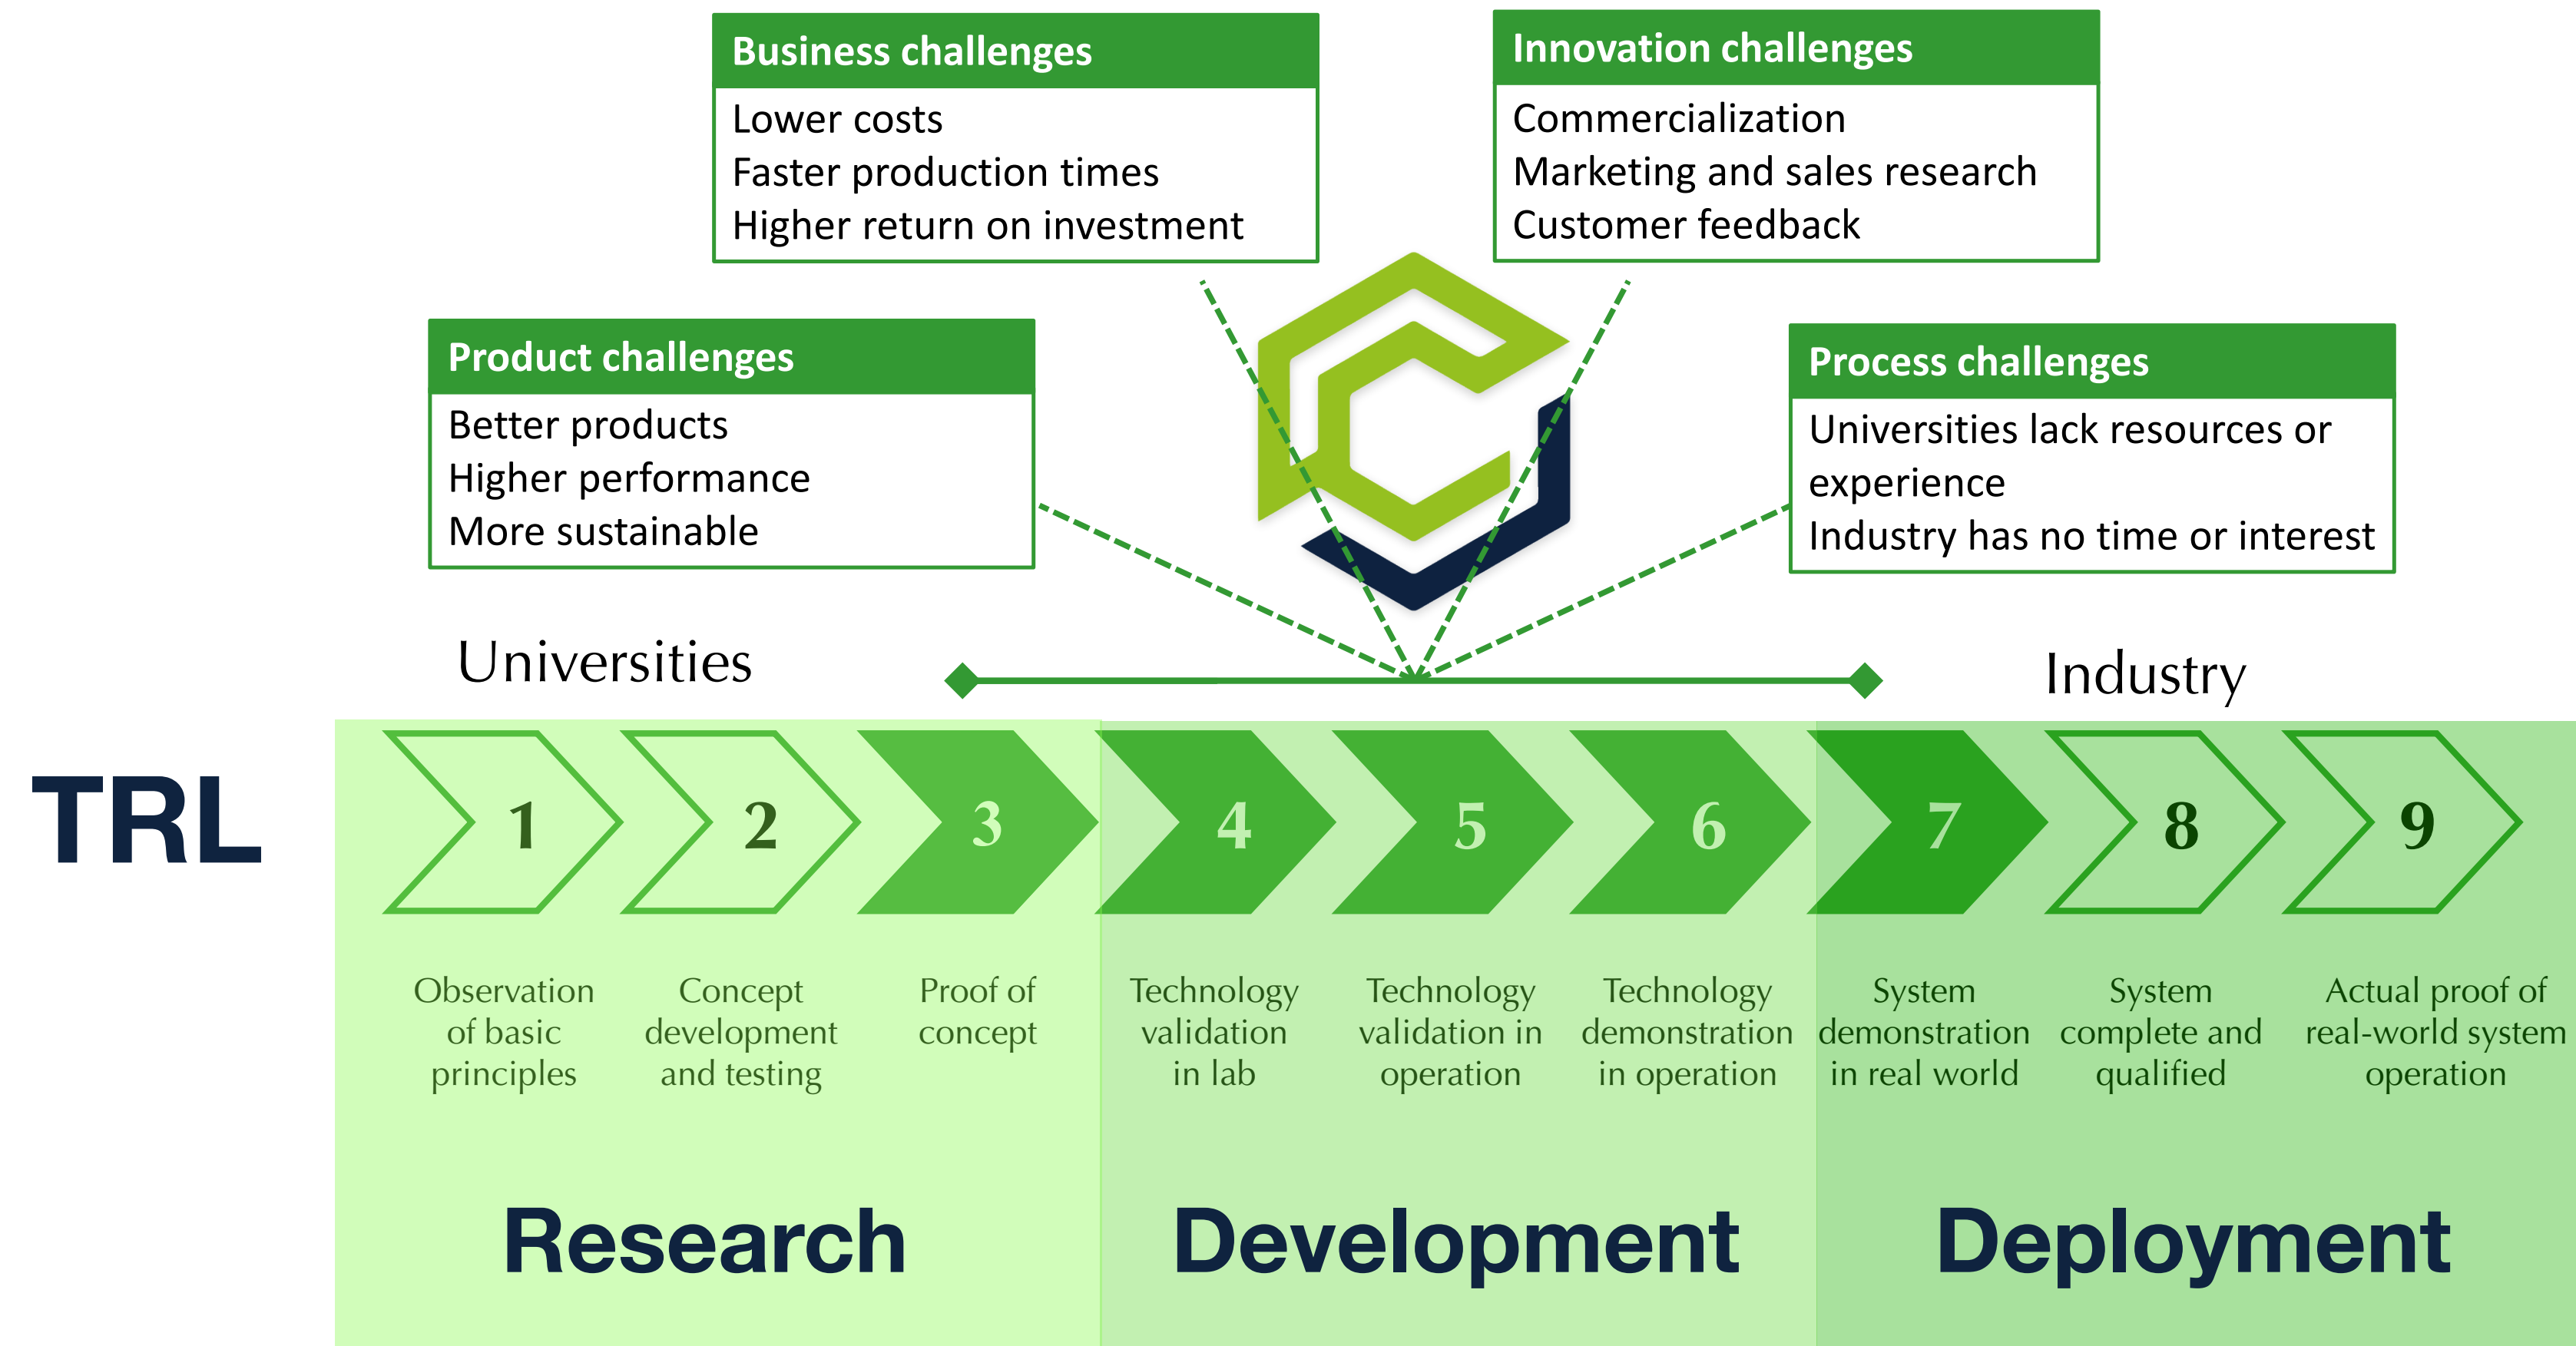 Business challenges
Lower costs
Faster production times
Higher return on investment
Innovation challenges
Commercialization
Marketing and sales research
Customer feedback
Product challenges
Better products
Higher performance
More sustainable
Process challenges
Universities lack resources or
experience
Industry has no time or interest
Universities
Industry
TRL
1
2
3
4
5
6
7
8
9
Observation
of basic
principles
Concept
development
and testing
Proof of
concept
Technology
validation
in lab
Technology
validation in
operation
Technology
demonstration
in operation
System
demonstration
in real world
System
complete and
qualified
Actual proof of
real-world system
operation
Research
Development
Deployment